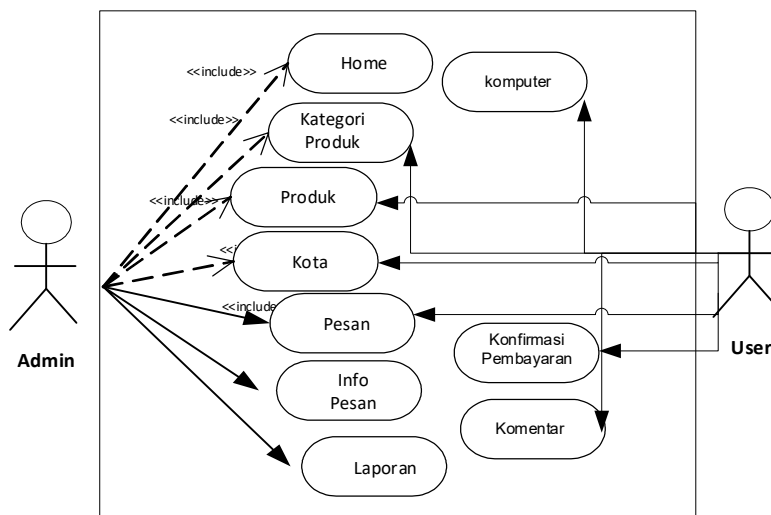 Home
<<include>>
komputer
<<include>>
Kategori
Produk
Produk
<<include>>
Kota
<<i
<<include
Pesan
Konfirmasi
Pembayaran
Admin
User
Info
Pesan
Komentar
Laporan